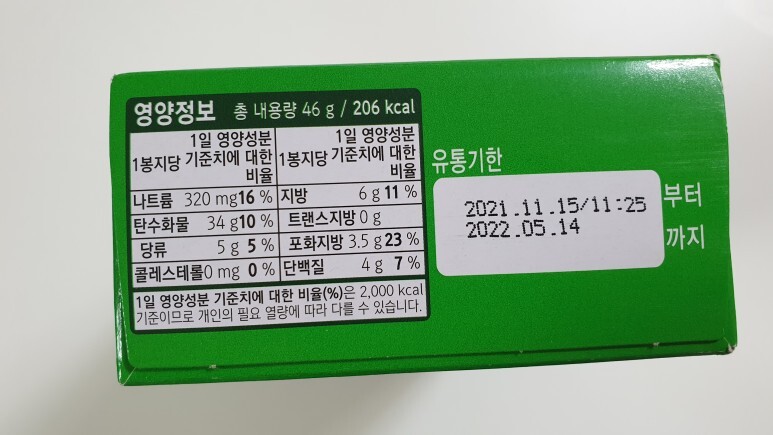 영양정보 총 내용량 46 g / 206 kcal
1봉지당 1일 영양성분 기준치에 대한 비율
1봉지당 1일 영양성분 기준치에 대한 비율
나트륨 320 mg 16 % 지방 6 g 11 %
탄수화물 34 g 10 % 트랜스지방 0 g
당류 5 g 5 % 포화지방 3.5 g 23 %
콜레스테롤 0 mg 0 % 단백질 4 g 7 %
1일 영양성분 기준치에 대한 비율(%)은 2,000 kcal
기준이므로 개인의 필요 열량에 따라 다를 수 있습니다.
유통기한
2021.11.15/11:25 부터
2022.05.14 까지